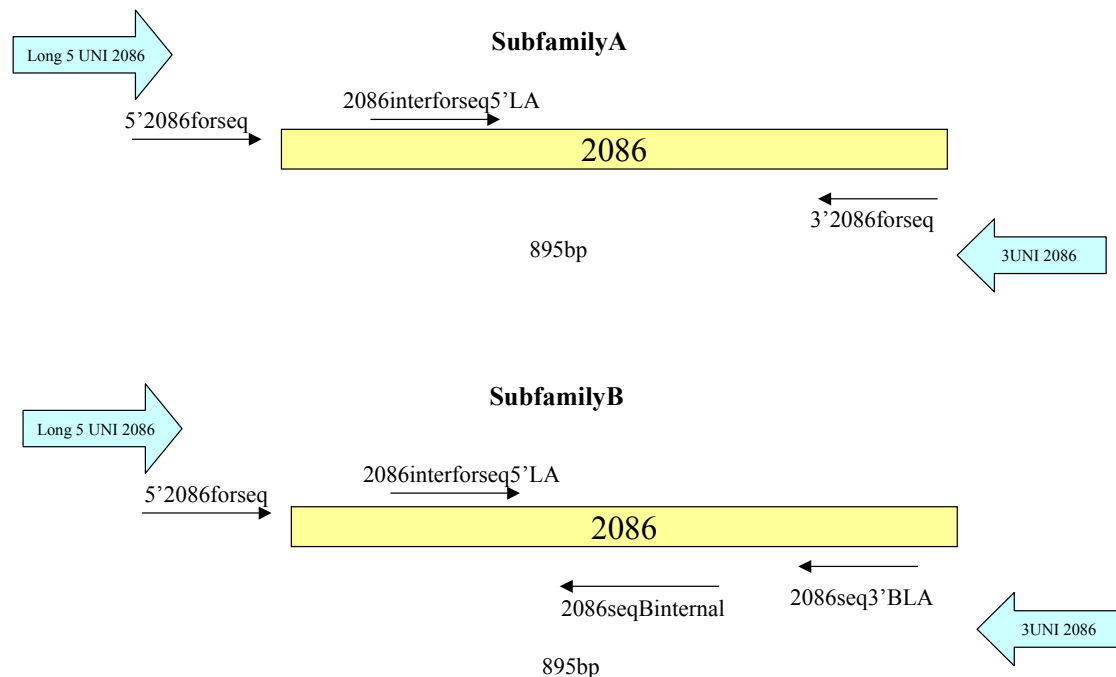 SubfamilyA
Long 5 UNI 2086
2086interforseq5’LA
5’2086forseq
2086
3’2086forseq
895bp
3UNI 2086
SubfamilyB
Long 5 UNI 2086
2086interforseq5’LA
5’2086forseq
2086
2086seq3’BLA
2086seqBinternal
3UNI 2086
895bp